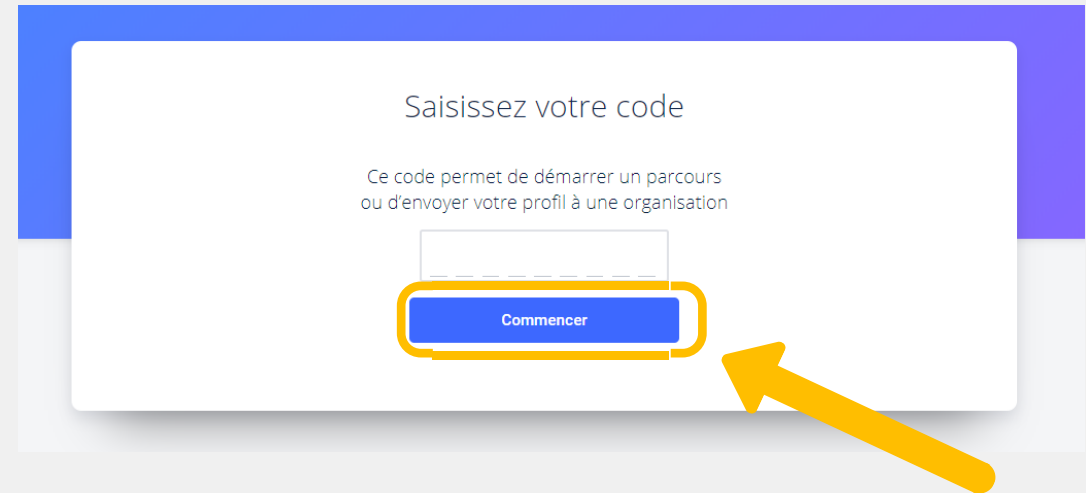 Saisissez votre code
Ce code permet de démarrer un parcours
ou d’envoyer votre profil à une organisation
Commencer